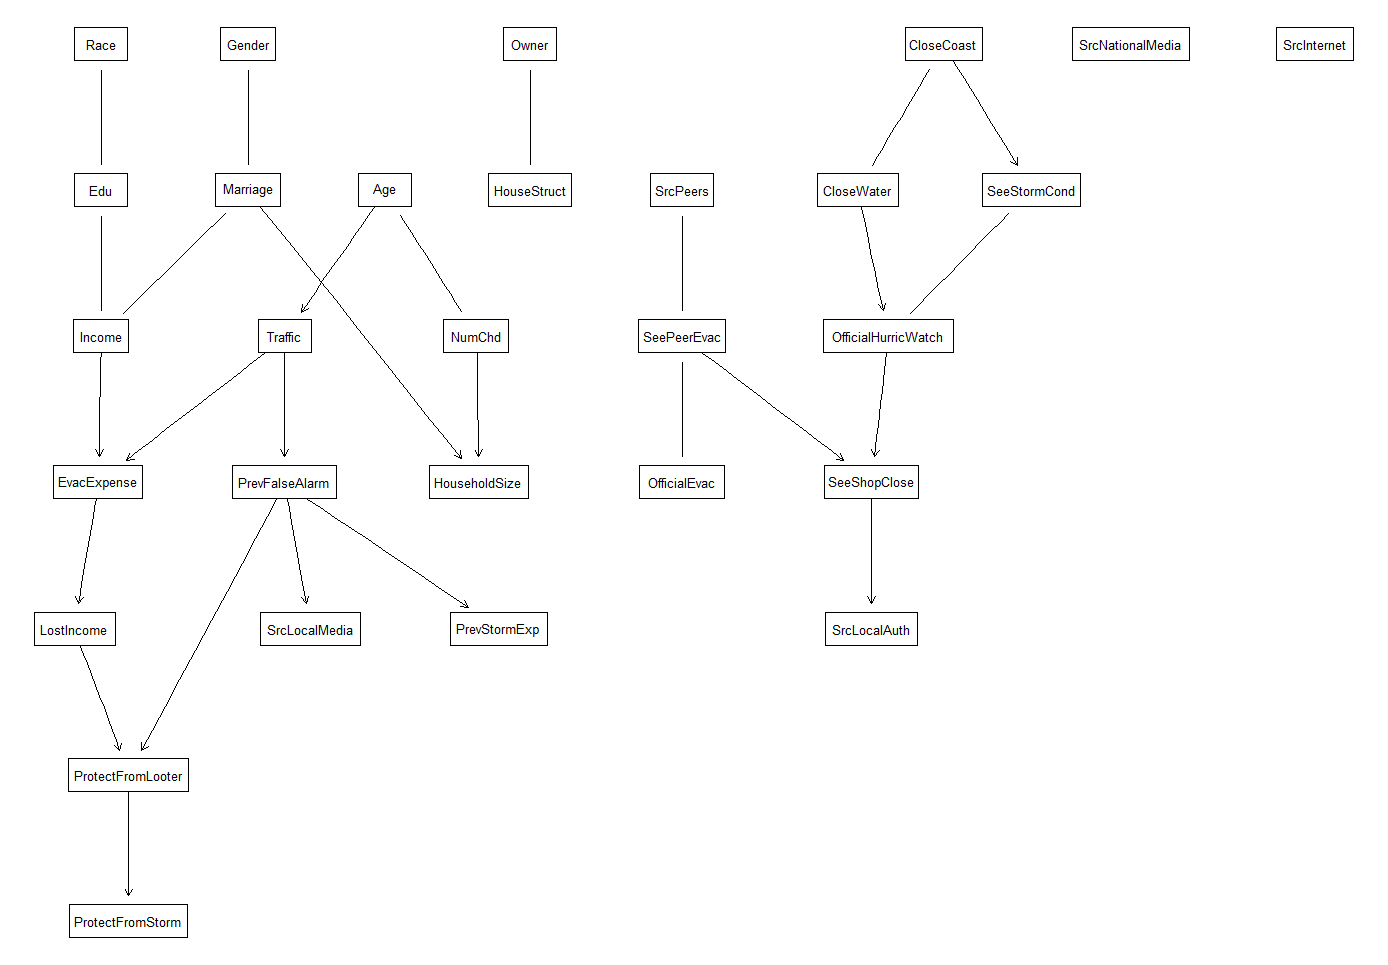 Race
Gender
Owner
CloseCoast
SrcNationalMedia
SrcInternet
Edu
Marriage
Age
HouseStruct
SrcPeers
CloseWater
SeeStormCond
Income
Traffic
NumChd
SeePeerEvac
OfficialHurricWatch
EvacExpense
PrevFalseAlarm
HouseholdSize
OfficialEvac
SeeShopClose
LostIncome
SrcLocalMedia
PrevStormExp
SrcLocalAuth
ProtectFromLooter
ProtectFromStorm